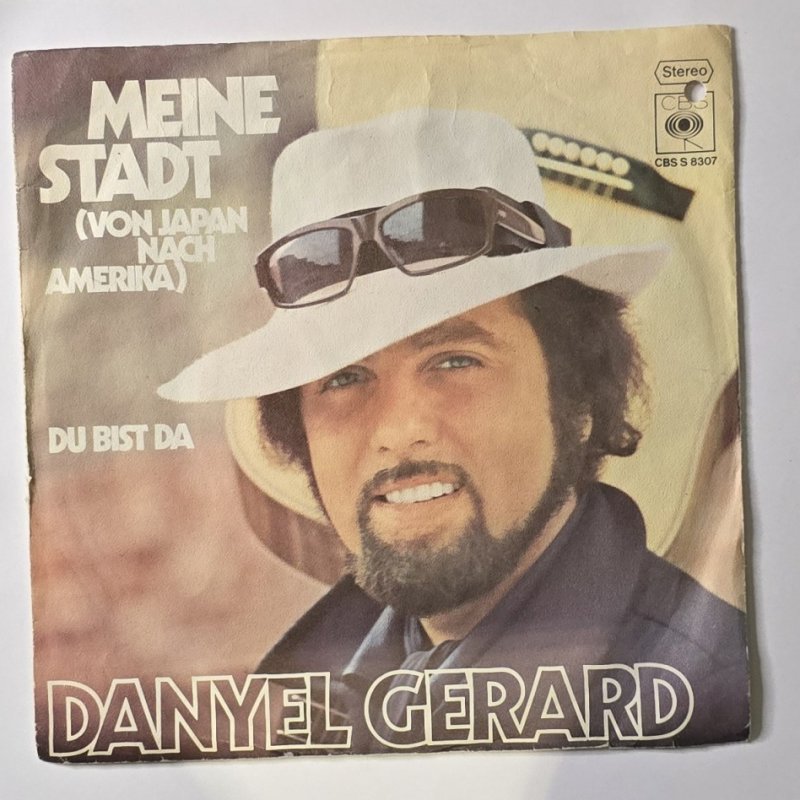 MEINE
STADT
(VON JAPAN
NACH
AMERIKA)
DU BIST DA
Stereo
CBS
CBS S 8307
DANYEL GERARD